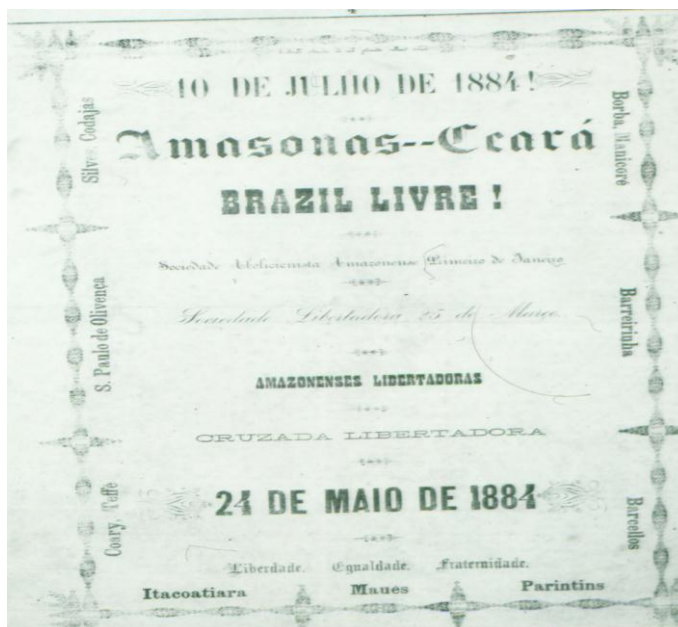 10 DE JULHO DE 1884!
Amasonas--Ceará
BRAZIL LIVRE!
Sociedade Abolicionista Amazonense Primeiro de Janeiro
Sociedade Libertadora 25 de Março
AMAZONENSES LIBERTADORAS
CRUZADA LIBERTADORA
24 DE MAIO DE 1884
Liberdade. Egualdade. Fraternidade.
Itacoatiara Maues Parintins
Silves Codajas
S. Paulo de Olivença
Coary, Teffé
Borba, Manicoré
Barreirinha
Barcellos